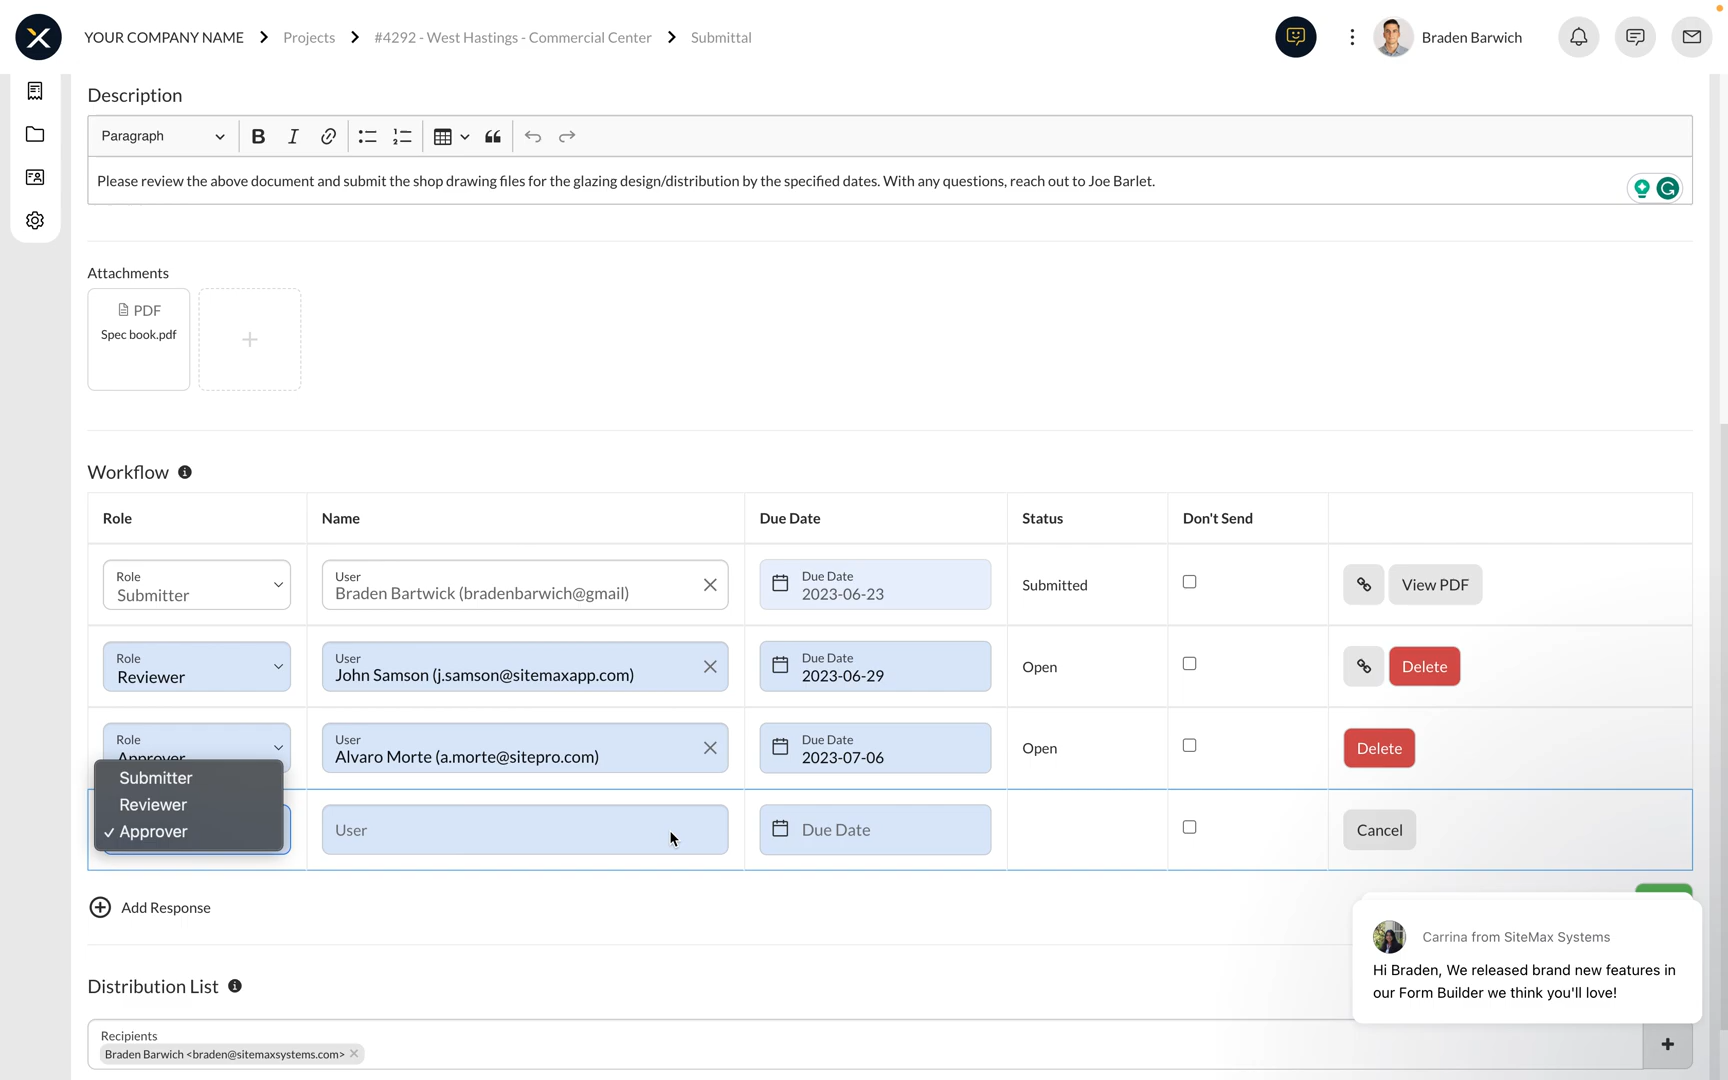 YOUR COMPANY NAME > Projects > #4292 - West Hastings - Commercial Center > Submittal
Braden Barwich
Description
Paragraph
Please review the above document and submit the shop drawing files for the glazing design/distribution by the specified dates. With any questions, reach out to Joe Barlet.
Attachments
PDF
Spec book.pdf
Workflow
Role Name Due Date Status Don't Send
Role
Submitter
User
Braden Bartwick (bradenbarwich@gmail)
Due Date
2023-06-23
Submitted
View PDF
Role
Reviewer
User
John Samson (j.samson@sitemaxapp.com)
Due Date
2023-06-29
Open
Delete
Role
Approver
User
Alvaro Morte (a.morte@sitepro.com)
Due Date
2023-07-06
Open
Delete
Submitter
Reviewer
✓ Approver
User
Due Date
Cancel
Add Response
Carrina from SiteMax Systems
Hi Braden, We released brand new features in
our Form Builder we think you'll love!
Distribution List
Recipients
Braden Barwich <braden@sitemaxsystems.com>